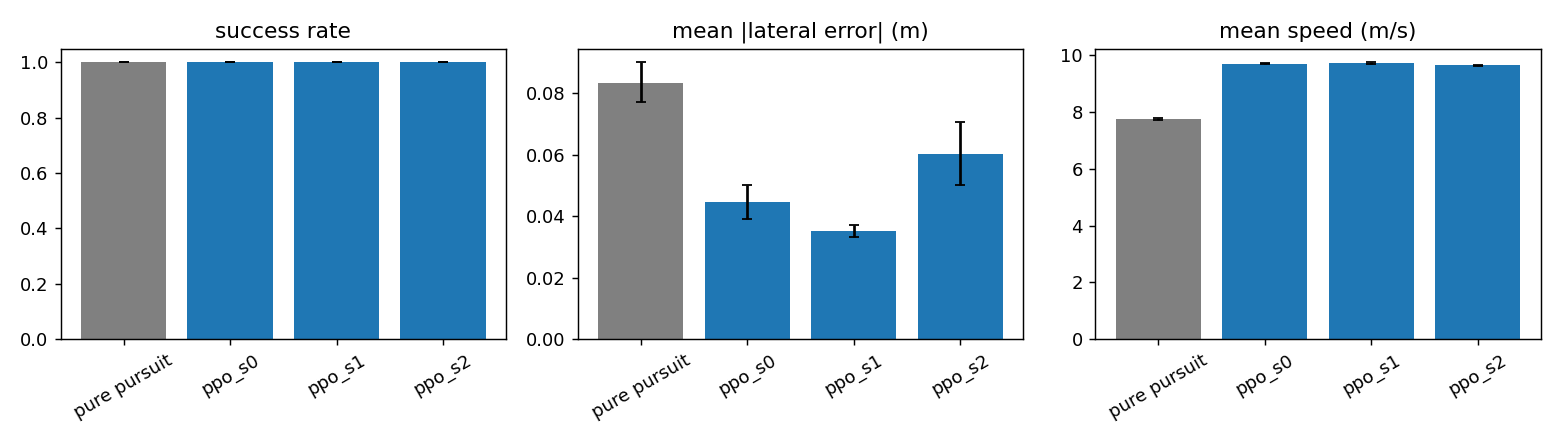 success rate
1.0
0.8
0.6
0.4
0.2
0.0
pure pursuit
ppo_s0
ppo_s1
ppo_s2
mean |lateral error| (m)
0.08
0.06
0.04
0.02
0.00
pure pursuit
ppo_s0
ppo_s1
ppo_s2
mean speed (m/s)
10
8
6
4
2
0
pure pursuit
ppo_s0
ppo_s1
ppo_s2